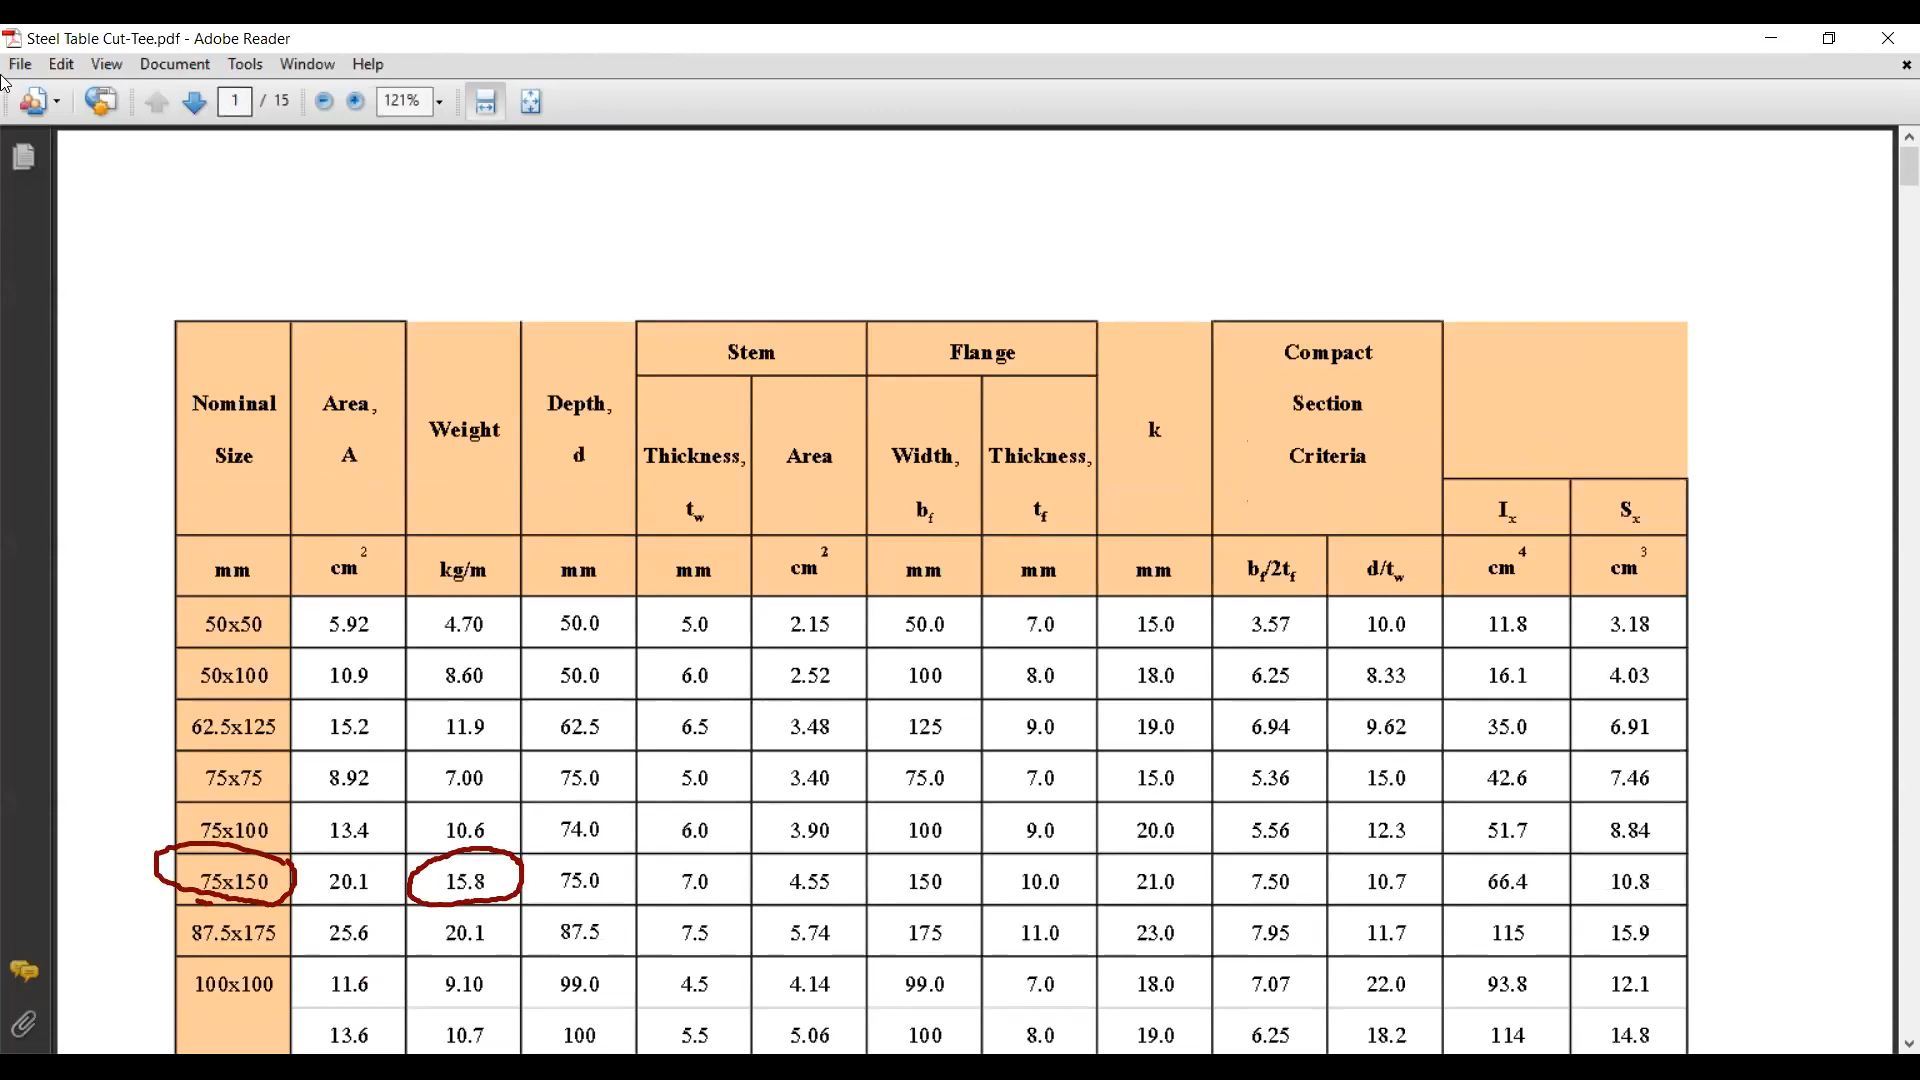 Steel Table Cut-Tee.pdf - Adobe Reader
File Edit View Document Tools Window Help
1 / 15 121%
Nominal Size Area, A Weight Depth, d Stem Flange k Compact Section Criteria
Thickness, tw Area Width, bf Thickness, tf Ix Sx
mm cm2 kg/m mm mm cm2 mm mm mm bf/2tf d/tw cm4 cm3
50x50 5.92 4.70 50.0 5.0 2.15 50.0 7.0 15.0 3.57 10.0 11.8 3.18
50x100 10.9 8.60 50.0 6.0 2.52 100 8.0 18.0 6.25 8.33 16.1 4.03
62.5x125 15.2 11.9 62.5 6.5 3.48 125 9.0 19.0 6.94 9.62 35.0 6.91
75x75 8.92 7.00 75.0 5.0 3.40 75.0 7.0 15.0 5.36 15.0 42.6 7.46
75x100 13.4 10.6 74.0 6.0 3.90 100 9.0 20.0 5.56 12.3 51.7 8.84
75x150 20.1 15.8 75.0 7.0 4.55 150 10.0 21.0 7.50 10.7 66.4 10.8
87.5x175 25.6 20.1 87.5 7.5 5.74 175 11.0 23.0 7.95 11.7 115 15.9
100x100 11.6 9.10 99.0 4.5 4.14 99.0 7.0 18.0 7.07 22.0 93.8 12.1
13.6 10.7 100 5.5 5.06 100 8.0 19.0 6.25 18.2 114 14.8